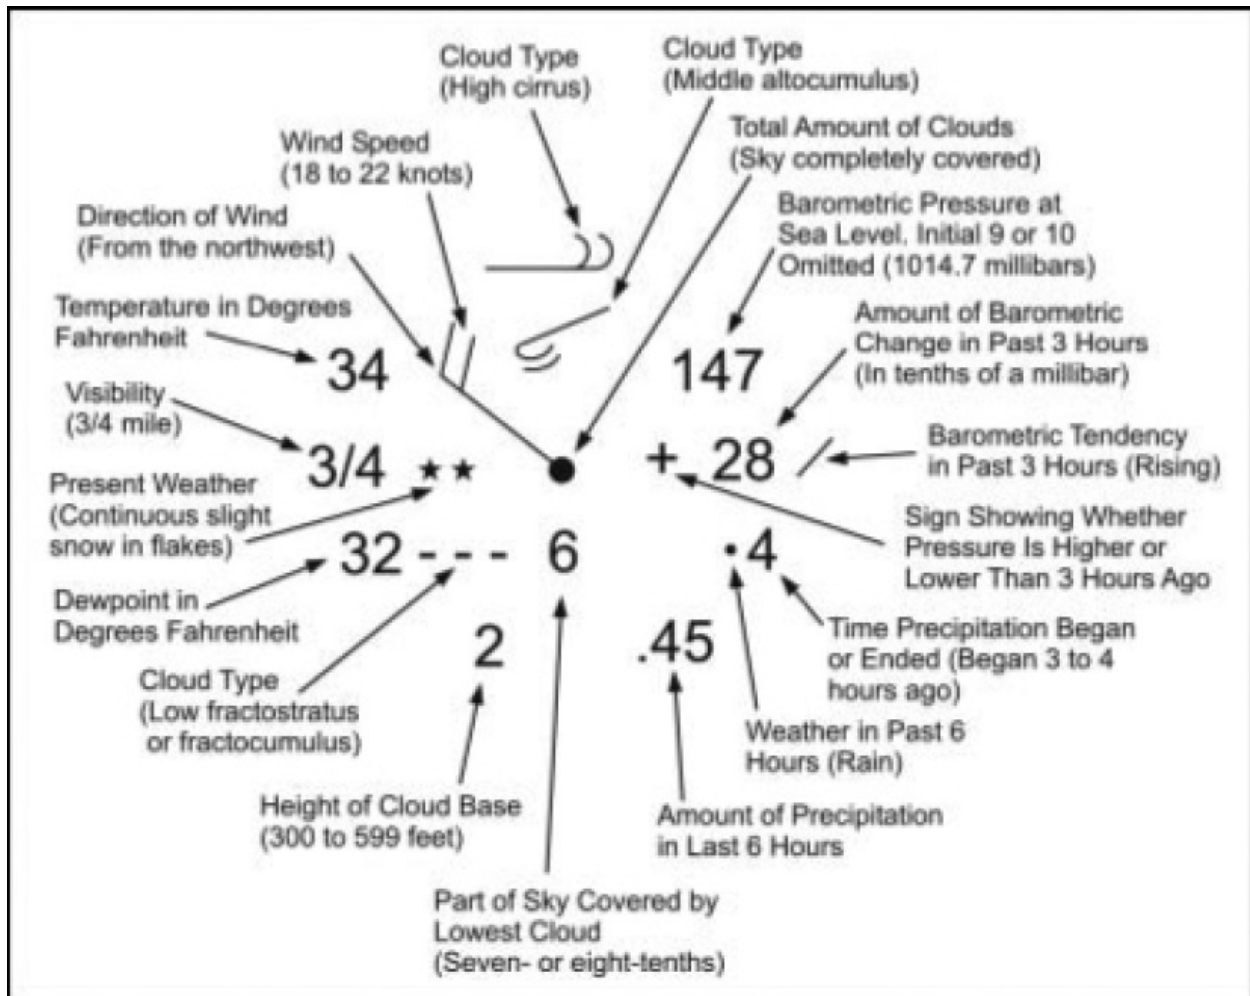 Cloud Type
(High cirrus)
Cloud Type
(Middle altocumulus)
Total Amount of Clouds
(Sky completely covered)
Wind Speed
(18 to 22 knots)
Direction of Wind
(From the northwest)
Barometric Pressure at
Sea Level. Initial 9 or 10
Omitted (1014.7 millibars)
Temperature in Degrees
Fahrenheit
34
147
Amount of Barometric
Change in Past 3 Hours
(In tenths of a millibar)
Visibility
(3/4 mile)
3/4
+ 28
Barometric Tendency
in Past 3 Hours (Rising)
Present Weather
(Continuous slight
snow in flakes)
Sign Showing Whether
Pressure Is Higher or
Lower Than 3 Hours Ago
32 - - - 6
.4
Dewpoint in
Degrees Fahrenheit
2
.45
Time Precipitation Began
or Ended (Began 3 to 4
hours ago)
Cloud Type
(Low fractostratus
or fractocumulus)
Weather in Past 6
Hours (Rain)
Height of Cloud Base
(300 to 599 feet)
Amount of Precipitation
in Last 6 Hours
Part of Sky Covered by
Lowest Cloud
(Seven- or eight-tenths)